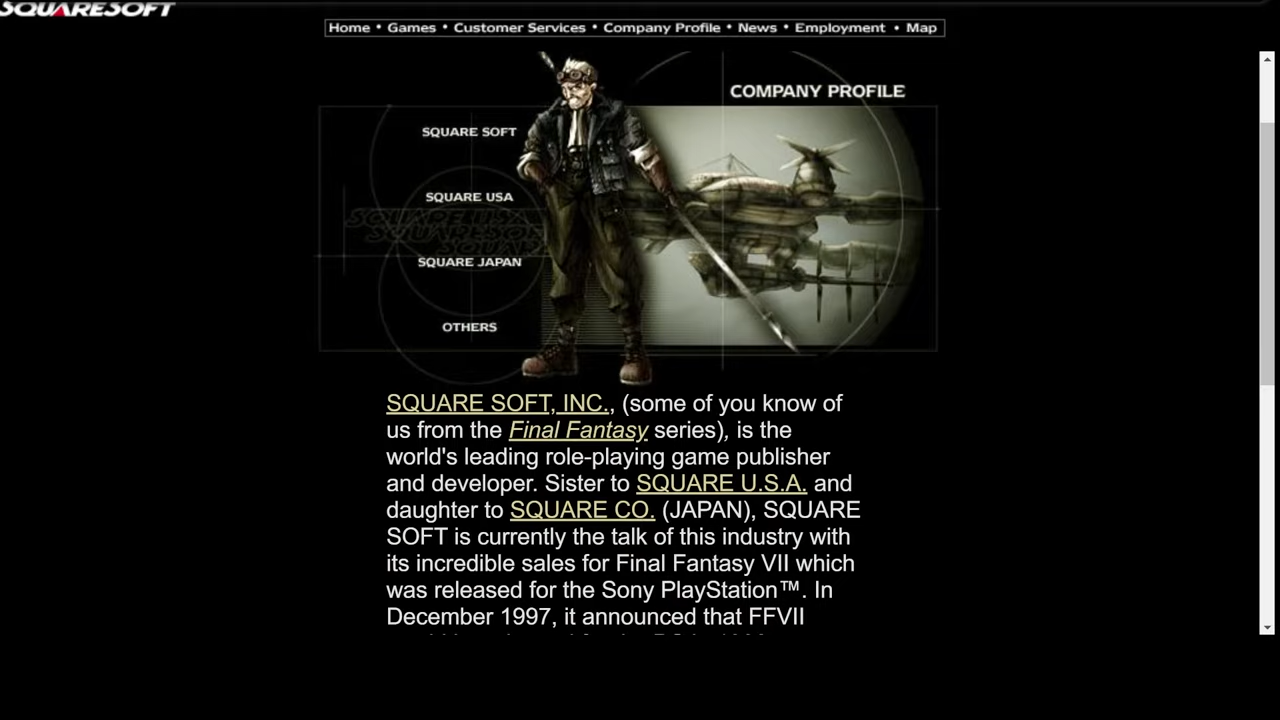 SQUARESOFT
Home • Games • Customer Services • Company Profile • News • Employment • Map
COMPANY PROFILE
SQUARE SOFT
SQUARE USA
SQUARE JAPAN
OTHERS
SQUARE SOFT, INC., (some of you know of
us from the Final Fantasy series), is the
world's leading role-playing game publisher
and developer. Sister to SQUARE U.S.A. and
daughter to SQUARE CO. (JAPAN), SQUARE
SOFT is currently the talk of this industry with
its incredible sales for Final Fantasy VII which
was released for the Sony PlayStation™. In
December 1997, it announced that FFVII